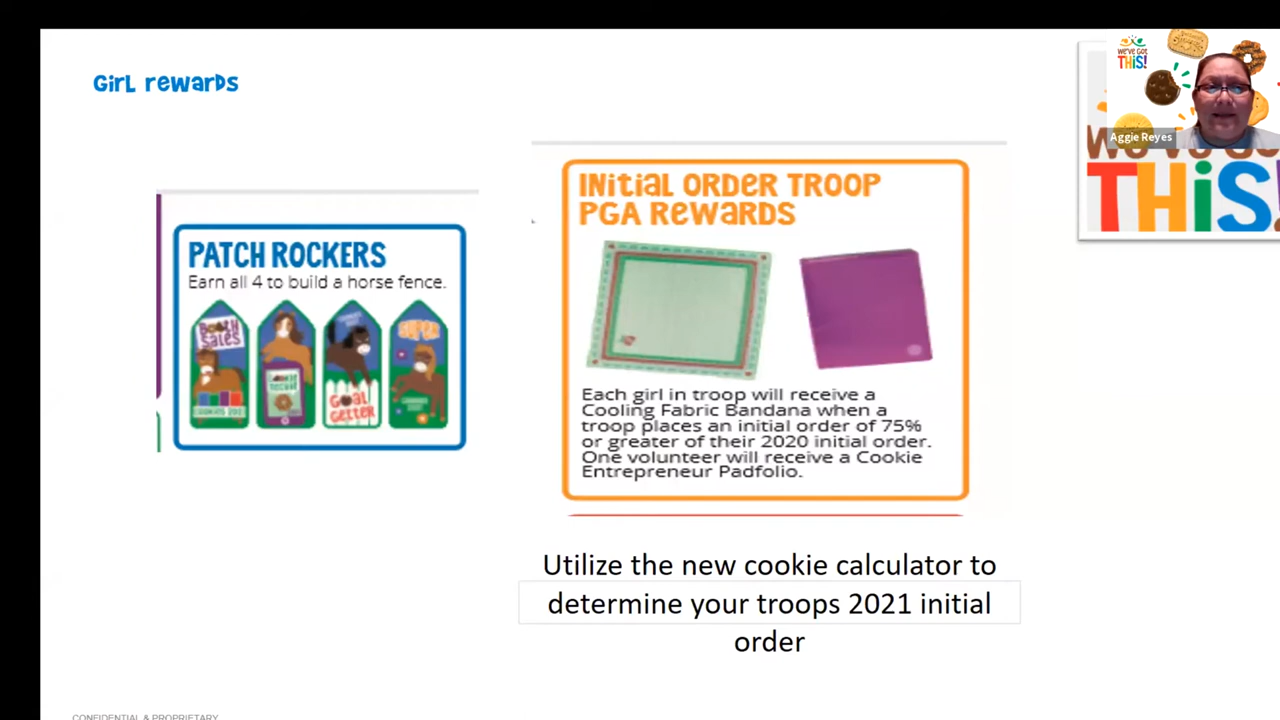 Girl rewards
WE'VE GOT
THiS!
Aggie Reyes
WE'VE GOT
THiS!
PATCH ROCKERS
Earn all 4 to build a horse fence.
BOOTH
SALES
COOKIE
TECHIE
GOAL
GETTER
SUPER
INitial ORDER TROOP
PGA REWARDS
Each girl in troop will receive a
Cooling Fabric Bandana when a
troop places an initial order of 75%
or greater of their 2020 initial order.
One volunteer will receive a Cookie
Entrepreneur Padfolio.
Utilize the new cookie calculator to
determine your troops 2021 initial
order
CONFIDENTIAL & PROPRIETARY